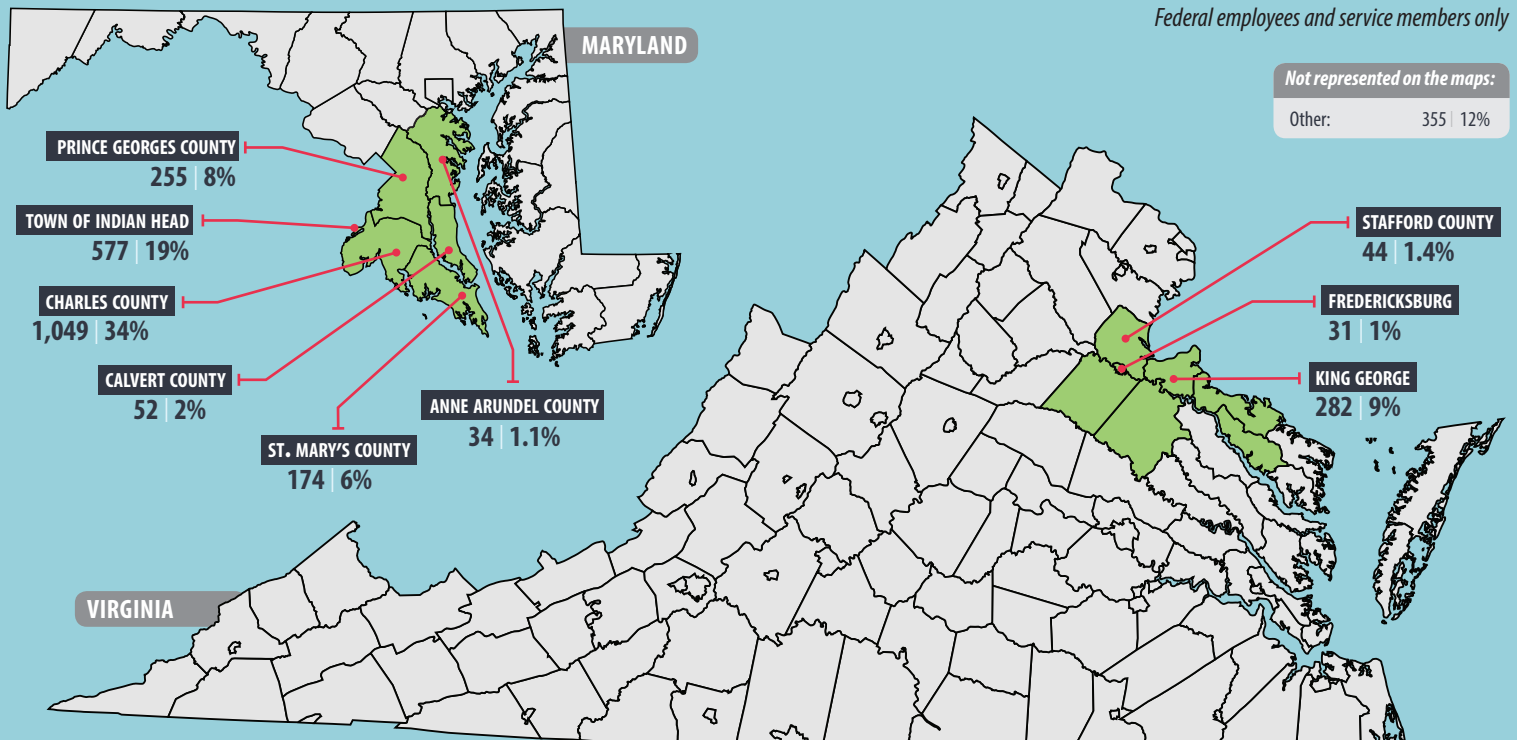 Federal employees and service members only
MARYLAND
Not represented on the maps:
Other: 355 | 12%
PRINCE GEORGES COUNTY
255 | 8%
TOWN OF INDIAN HEAD
577 | 19%
CHARLES COUNTY
1,049 | 34%
CALVERT COUNTY
52 | 2%
ST. MARY'S COUNTY
174 | 6%
ANNE ARUNDEL COUNTY
34 | 1.1%
STAFFORD COUNTY
44 | 1.4%
FREDERICKSBURG
31 | 1%
KING GEORGE
282 | 9%
VIRGINIA